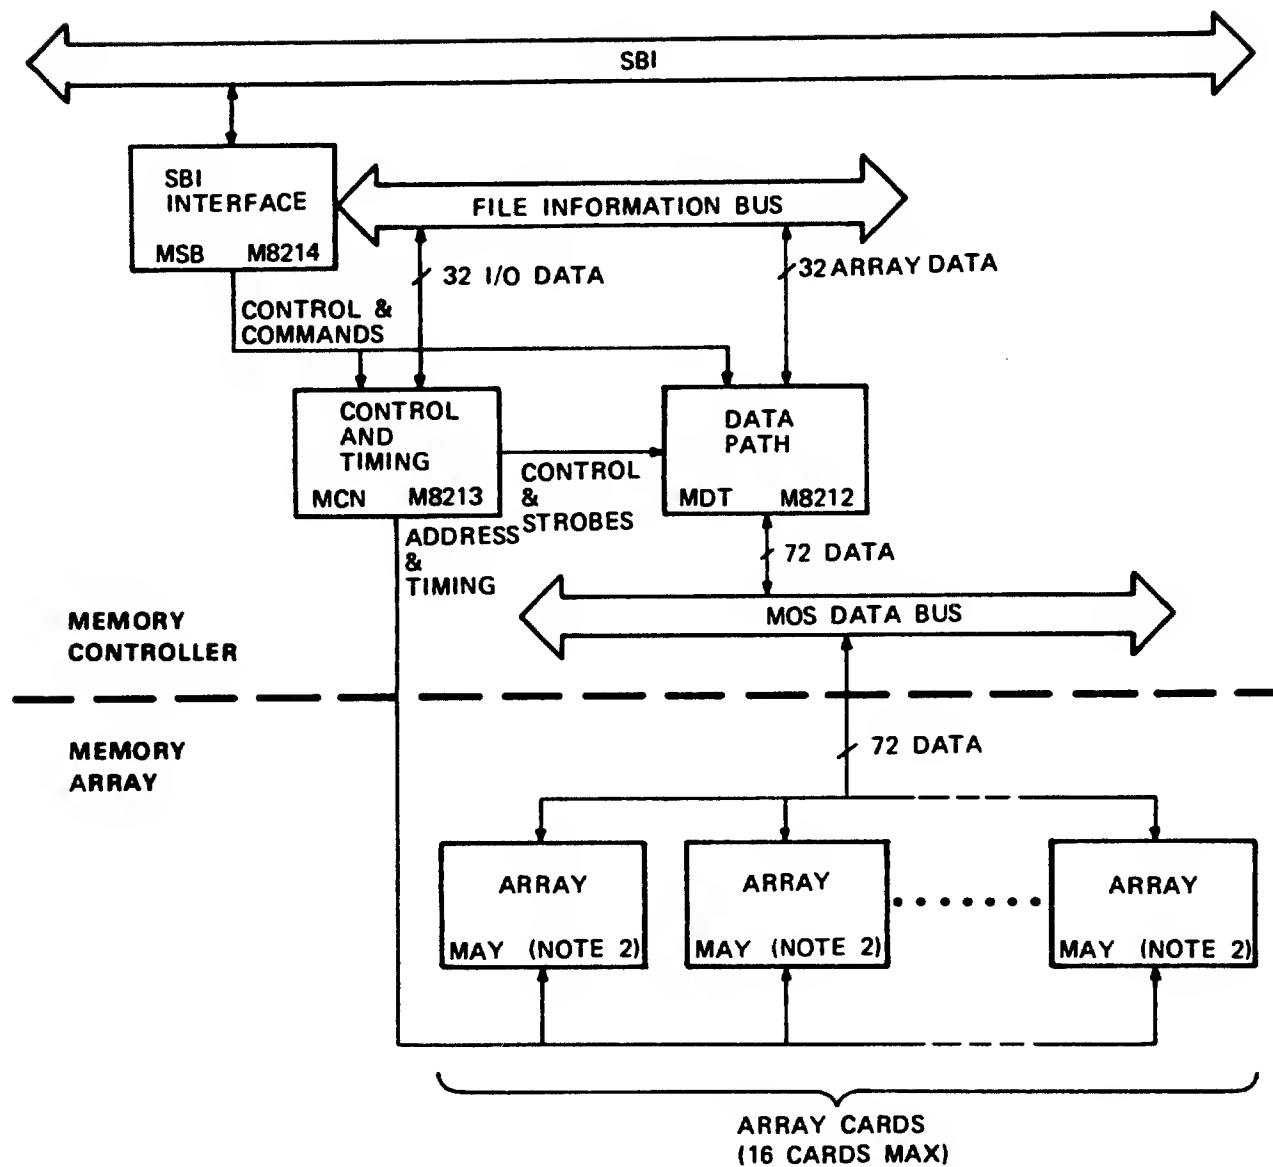 SBI
SBI
INTERFACE
MSB M8214
FILE INFORMATION BUS
32 I/O DATA
32 ARRAY DATA
CONTROL &
COMMANDS
CONTROL
AND
TIMING
MCN M8213
DATA
PATH
MDT M8212
CONTROL
&
STROBES
ADDRESS
&
TIMING
72 DATA
MOS DATA BUS
MEMORY
CONTROLLER
MEMORY
ARRAY
72 DATA
ARRAY
MAY (NOTE 2)
ARRAY
MAY (NOTE 2)
ARRAY
MAY (NOTE 2)
ARRAY CARDS
(16 CARDS MAX)